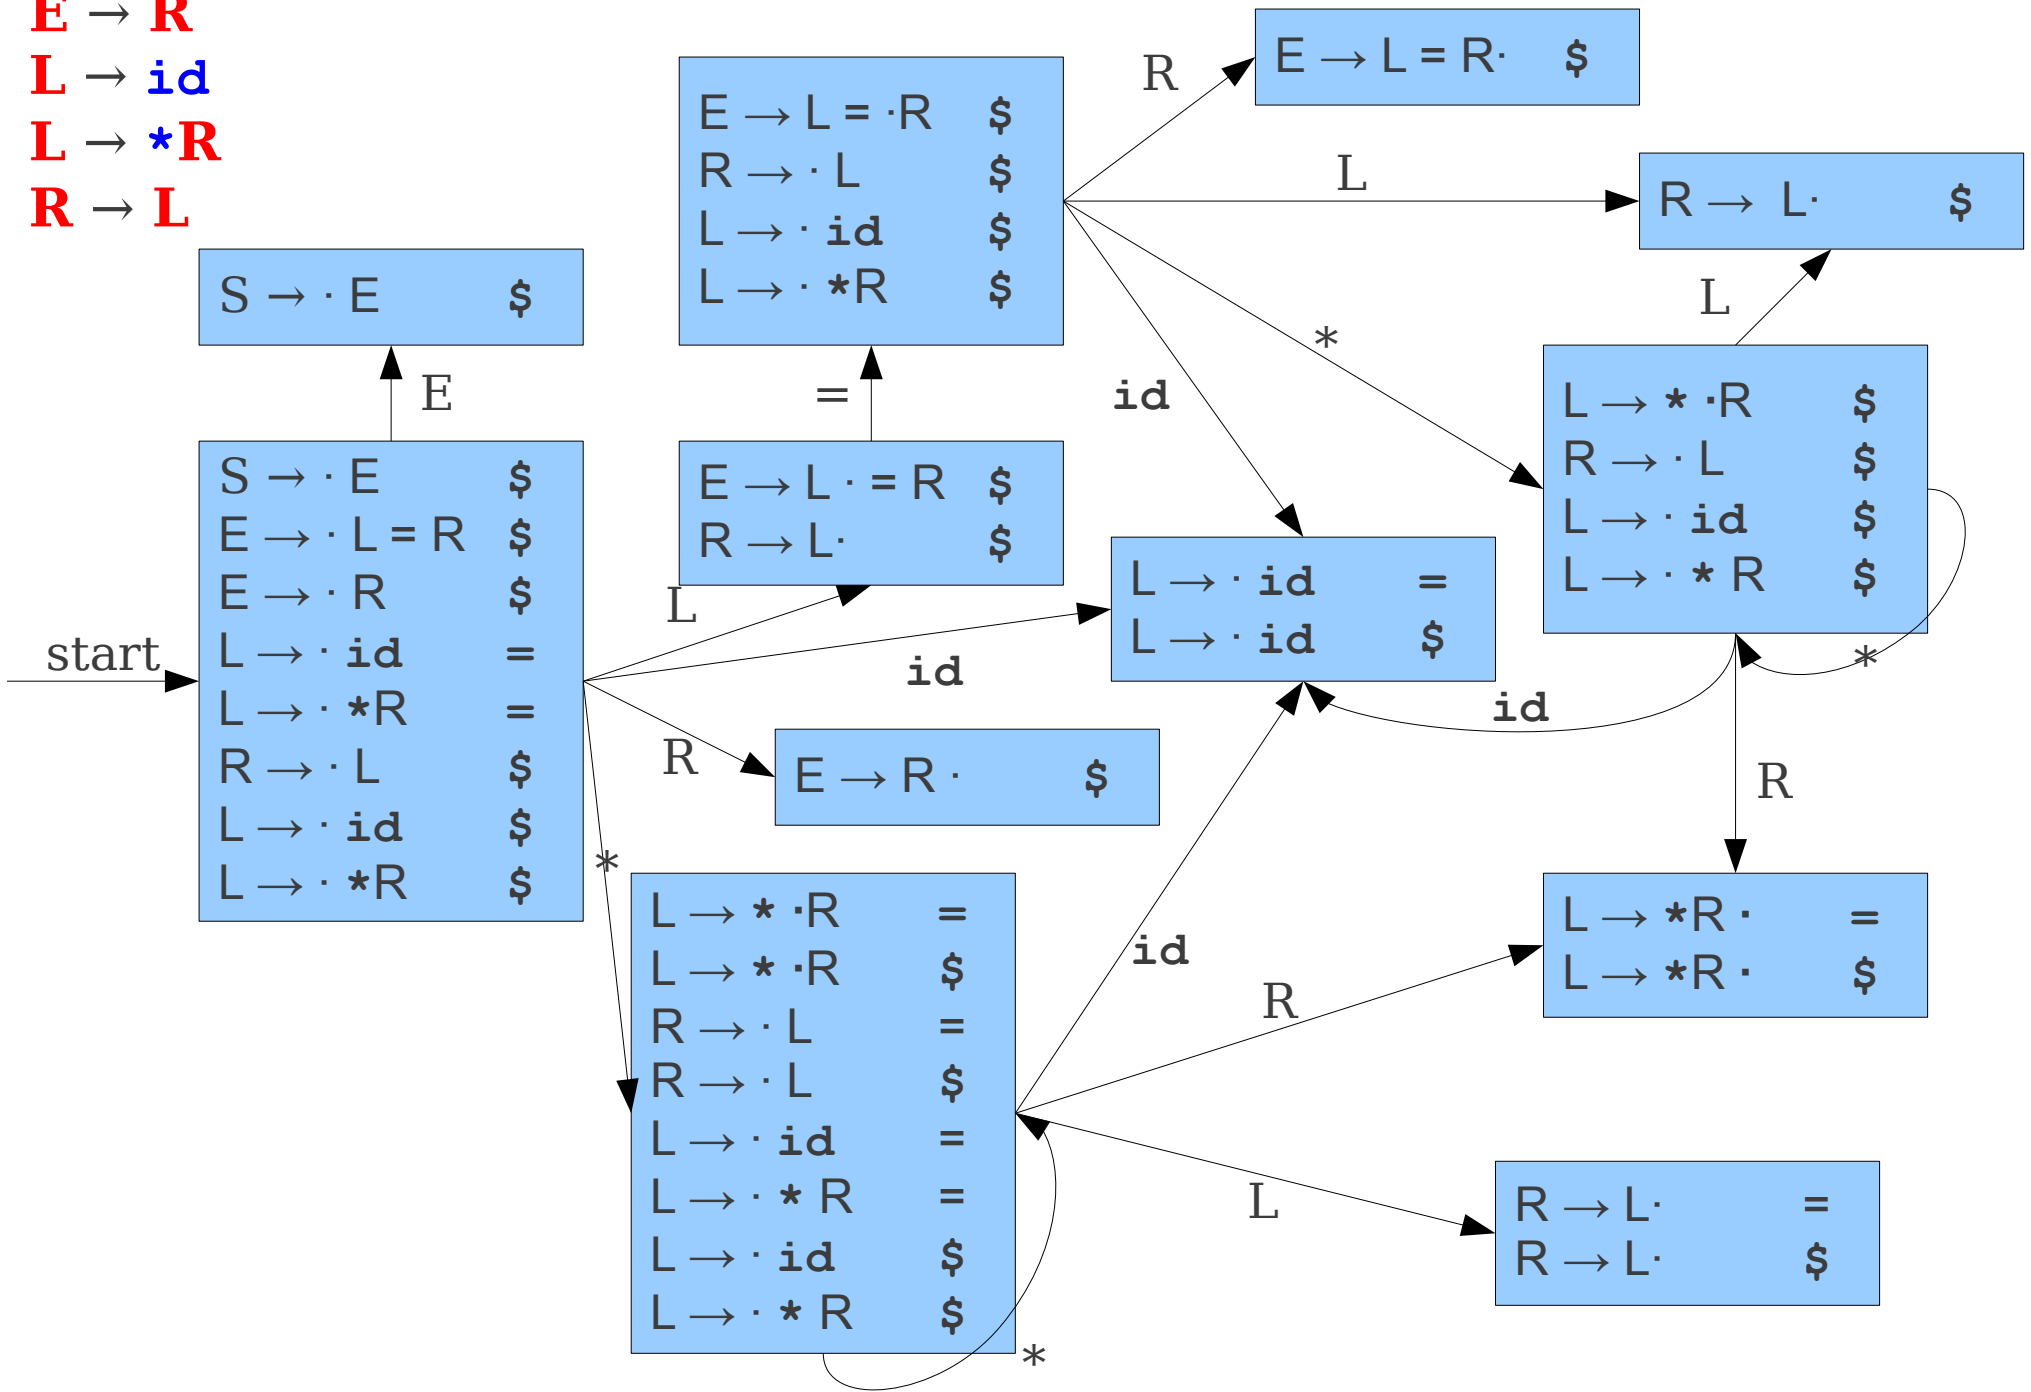 E → R
L → id
L → *R
R → L
S → · E $
E
start
S → · E $
E → · L = R $
E → · R $
L → · id =
L → · *R =
R → · L $
L → · id $
L → · *R $
E → L = ·R $
R → · L $
L → · id $
L → · *R $
=
E → L · = R $
R → L· $
L
id
R
*
R
E → L = R· $
L
R → L· $
*
id
L
L → * ·R $
R → · L $
L → · id $
L → · * R $
*
id
R
L → · id =
L → · id $
E → R · $
L → * ·R =
L → * ·R $
R → · L =
R → · L $
L → · id =
L → · * R =
L → · id $
L → · * R $
*
id
R
L
L → *R · =
L → *R · $
R → L· =
R → L· $